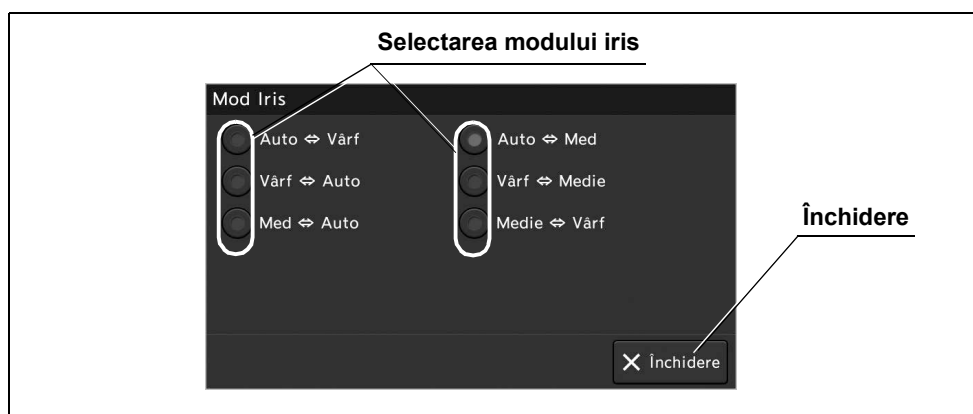 Selectarea modului iris
Mod Iris
Auto ⇔ Vârf
Auto ⇔ Med
Vârf ⇔ Auto
Vârf ⇔ Medie
Med ⇔ Auto
Medie ⇔ Vârf
Închidere
× Închidere